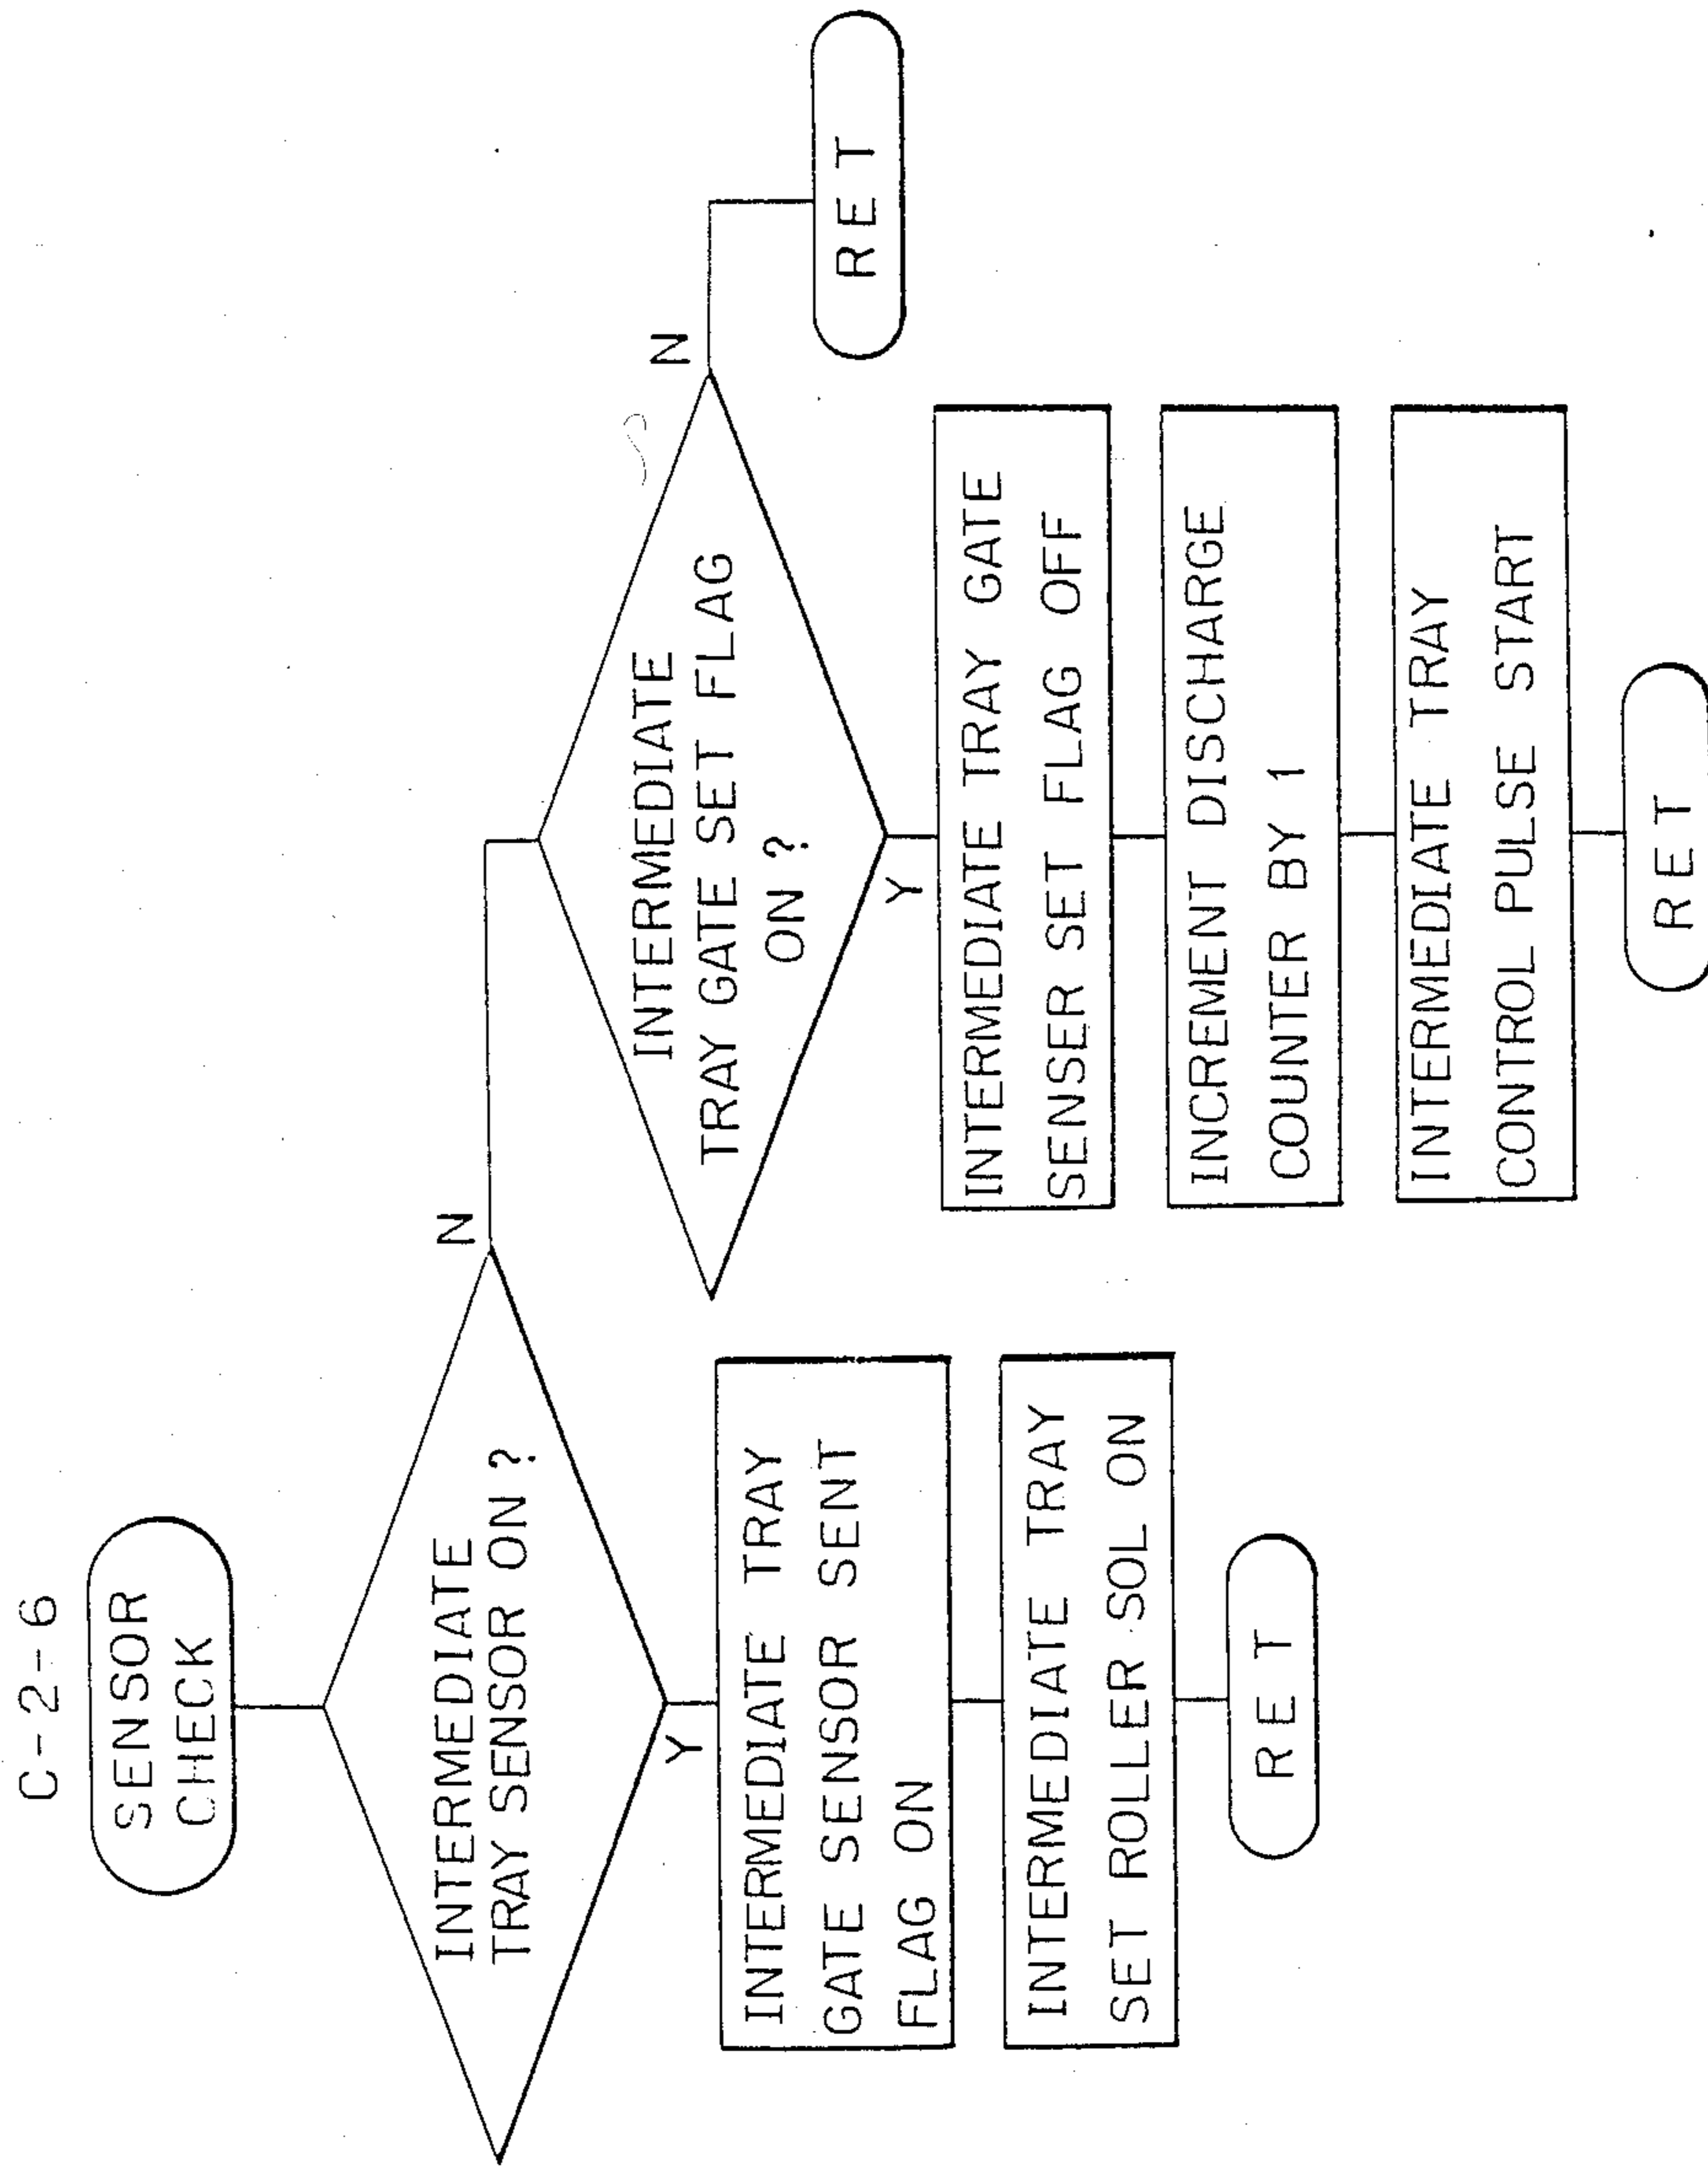 C-2-6
SENSOR
CHECK
INTERMEDIATE
TRAY SENSOR ON ?
N
Y
INTERMEDIATE TRAY
GATE SENSOR SENT
FLAG ON
INTERMEDIATE TRAY
SET ROLLER SOL ON
RET
INTERMEDIATE
TRAY GATE SET FLAG
ON ?
N
RET
Y
INTERMEDIATE TRAY GATE
SENSER SET FLAG OFF
INCREMENT DISCHARGE
COUNTER BY 1
INTERMEDIATE TRAY
CONTROL PULSE START
RET